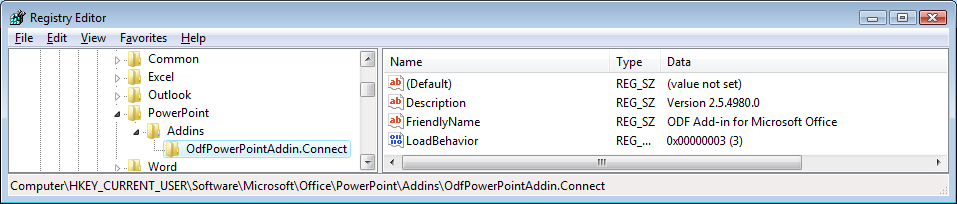 Registry Editor
File Edit View Favorites Help
Common
Excel
Outlook
PowerPoint
Addins
OdfPowerPointAddin.Connect
Word
Name Type Data
(Default) REG_SZ (value not set)
Description REG_SZ Version 2.5.4980.0
FriendlyName REG_SZ ODF Add-in for Microsoft Office
LoadBehavior REG_... 0x00000003 (3)
Computer\HKEY_CURRENT_USER\Software\Microsoft\Office\PowerPoint\Addins\OdfPowerPointAddin.Connect